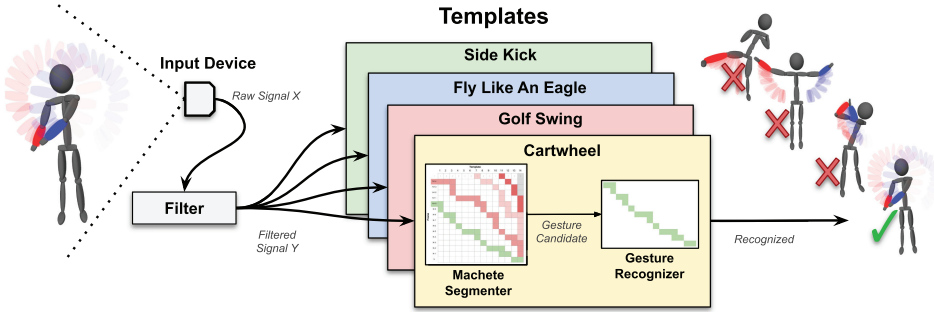 Templates
Input Device
Raw Signal X
Filter
Filtered
Signal Y
Side Kick
Fly Like An Eagle
Golf Swing
Cartwheel
Machete
Segmenter
Gesture
Candidate
Gesture
Recognizer
Recognized